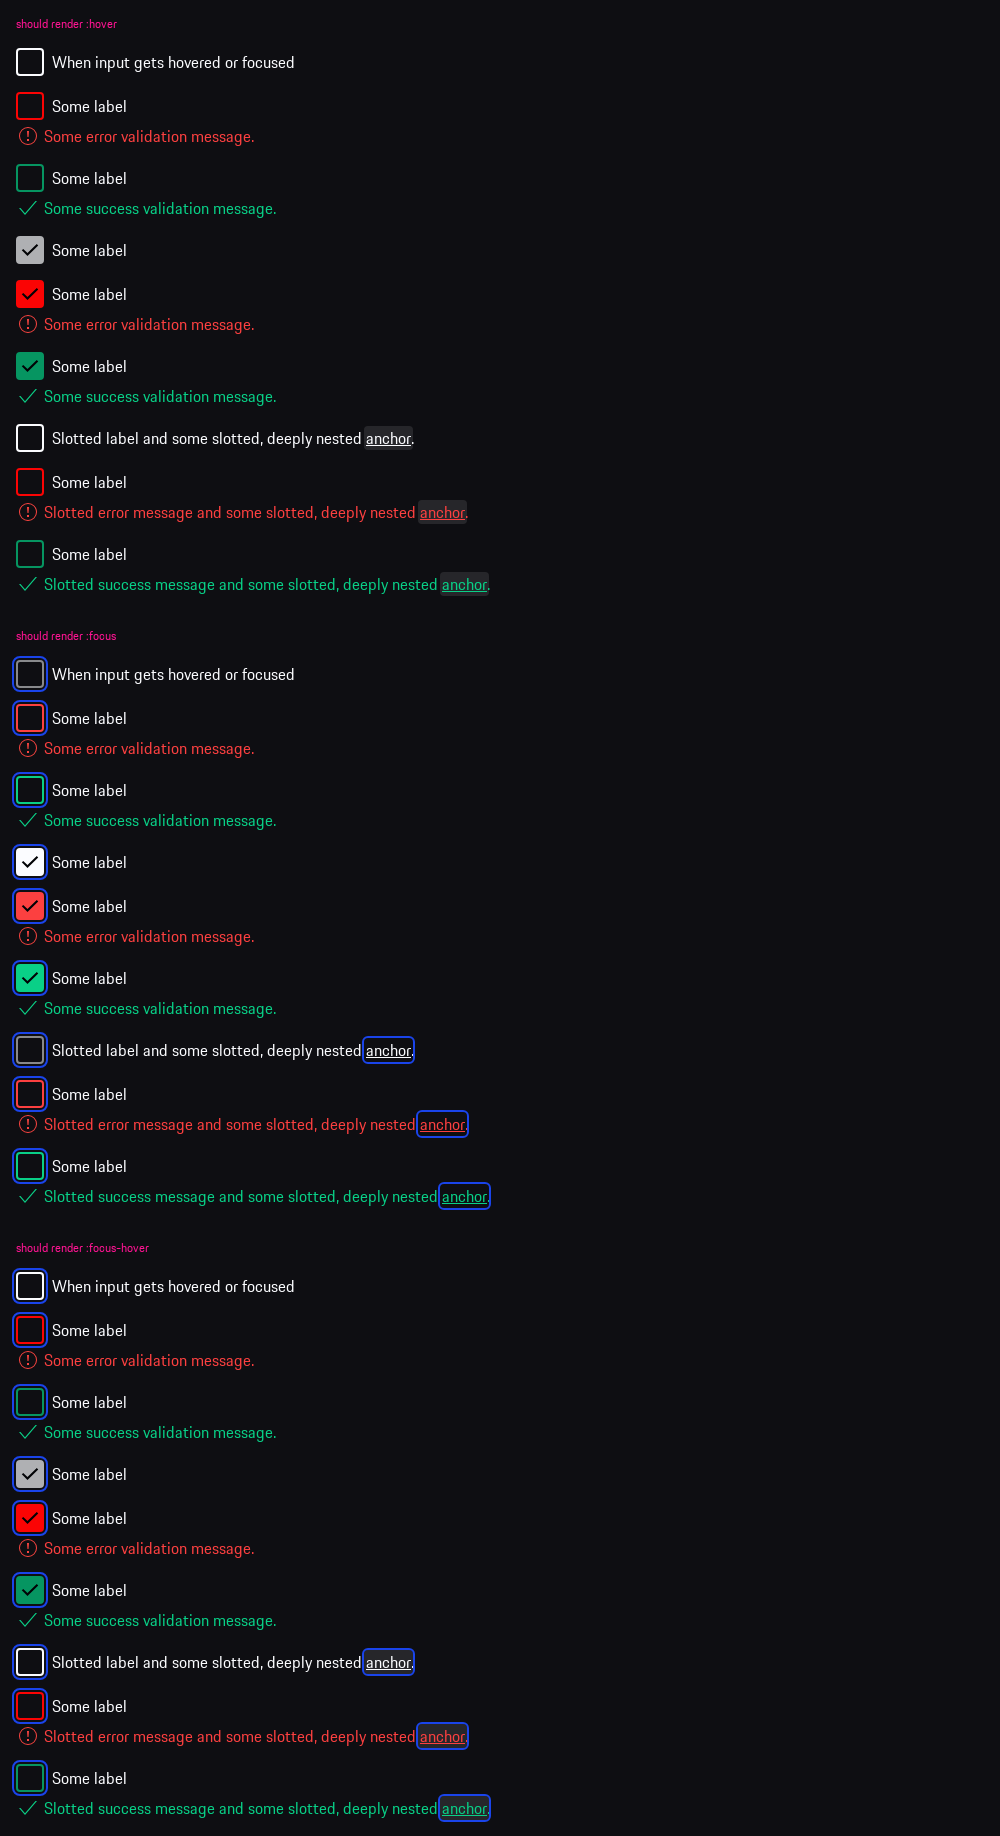 should render :hover
When input gets hovered or focused
Some label
Some error validation message.
Some label
Some success validation message.
Some label
Some label
Some error validation message.
Some label
Some success validation message.
Slotted label and some slotted, deeply nested anchor.
Some label
Slotted error message and some slotted, deeply nested anchor.
Some label
Slotted success message and some slotted, deeply nested anchor.
should render :focus
When input gets hovered or focused
Some label
Some error validation message.
Some label
Some success validation message.
Some label
Some label
Some error validation message.
Some label
Some success validation message.
Slotted label and some slotted, deeply nested anchor.
Some label
Slotted error message and some slotted, deeply nested anchor.
Some label
Slotted success message and some slotted, deeply nested anchor.
should render :focus-hover
When input gets hovered or focused
Some label
Some error validation message.
Some label
Some success validation message.
Some label
Some label
Some error validation message.
Some label
Some success validation message.
Slotted label and some slotted, deeply nested anchor.
Some label
Slotted error message and some slotted, deeply nested anchor.
Some label
Slotted success message and some slotted, deeply nested anchor.